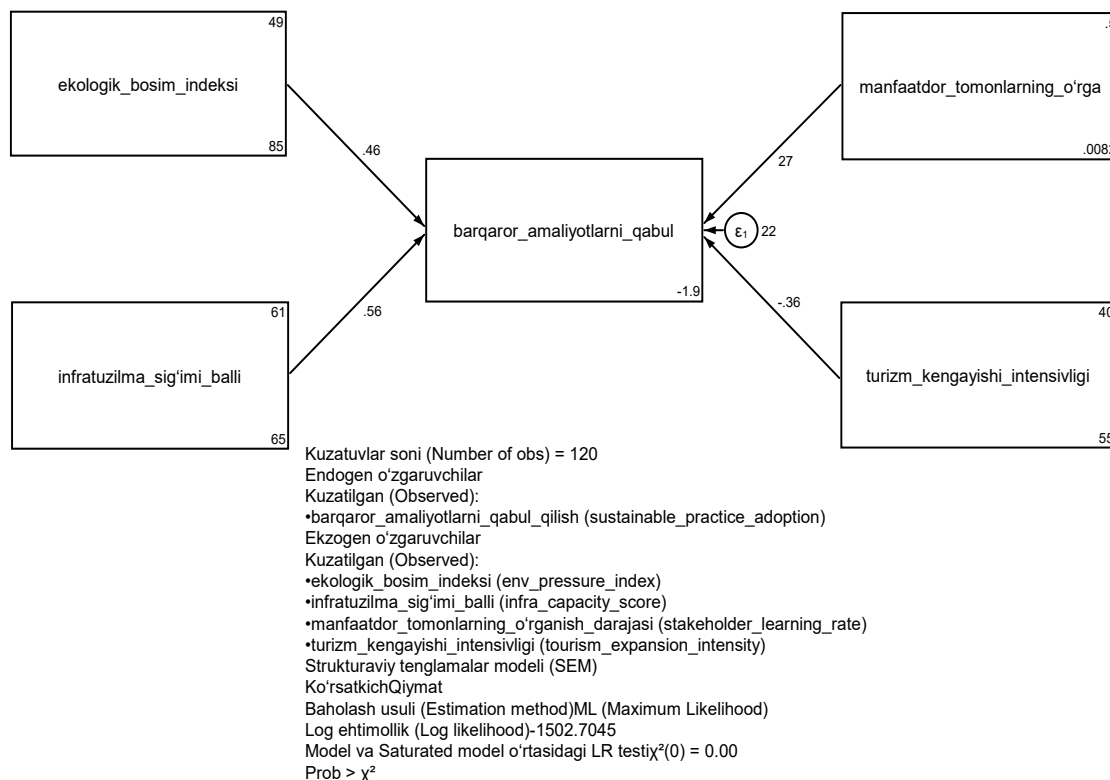 49
ekologik_bosim_indeksi
85
.46
61
infratuzilma_sig‘imi_balli
65
.56
barqaror_amaliyotlarni_qabul
-1.9
ε₁
22
.5
manfaatdor_tomonlarning_o‘rga
.0082
27
40
turizm_kengayishi_intensivligi
55
-.36
Kuzatuvlar soni (Number of obs) = 120
Endogen o‘zgaruvchilar
Kuzatilgan (Observed):
•barqaror_amaliyotlarni_qabul_qilish (sustainable_practice_adoption)
Ekzogen o‘zgaruvchilar
Kuzatilgan (Observed):
•ekologik_bosim_indeksi (env_pressure_index)
•infratuzilma_sig‘imi_balli (infra_capacity_score)
•manfaatdor_tomonlarning_o‘rganish_darajasi (stakeholder_learning_rate)
•turizm_kengayishi_intensivligi (tourism_expansion_intensity)
Strukturaviy tenglamalar modeli (SEM)
Ko‘rsatkichQiymat
Baholash usuli (Estimation method)ML (Maximum Likelihood)
Log ehtimollik (Log likelihood)-1502.7045
Model va Saturated model o‘rtasidagi LR testiχ²(0) = 0.00
Prob > χ²